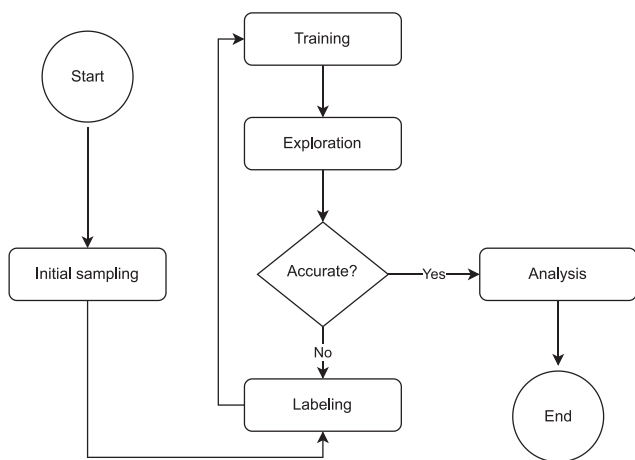 Start
Training
Exploration
Initial sampling
Accurate?
Yes
Analysis
No
Labeling
End